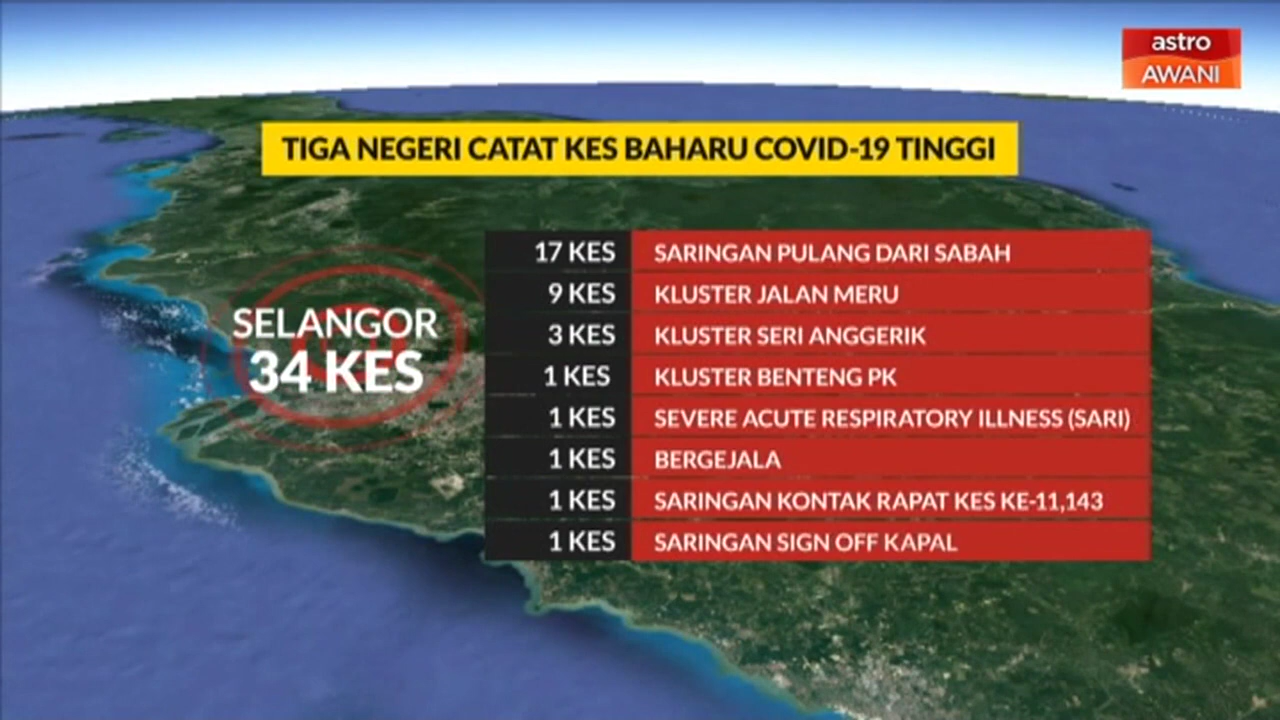 astro
AWANI
TIGA NEGERI CATAT KES BAHARU COVID-19 TINGGI
SELANGOR
34 KES
17 KES SARINGAN PULANG DARI SABAH
9 KES KLUSTER JALAN MERU
3 KES KLUSTER SERI ANGGERIK
1 KES KLUSTER BENTENG PK
1 KES SEVERE ACUTE RESPIRATORY ILLNESS (SARI)
1 KES BERGEJALA
1 KES SARINGAN KONTAK RAPAT KES KE-11,143
1 KES SARINGAN SIGN OFF KAPAL